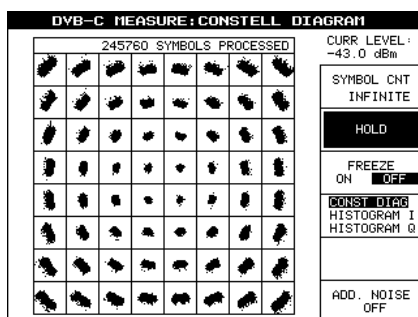 DVB-C MEASURE:CONSTELL DIAGRAM
245760 SYMBOLS PROCESSED
CURR LEVEL:
-43.0 dBm
SYMBOL CNT
INFINITE
HOLD
FREEZE
ON OFF
CONST DIAG
HISTOGRAM I
HISTOGRAM Q
ADD. NOISE
OFF